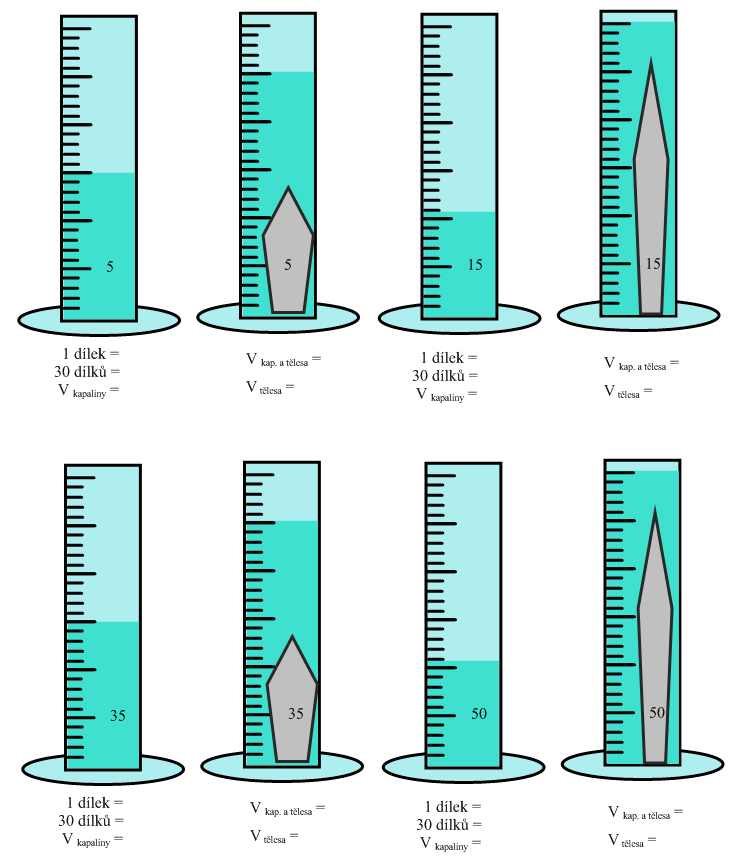 5
5
15
15
1 dílek =
30 dílků =
V kapaliny =
V kap. a tělesa =
V tělesa =
1 dílek =
30 dílků =
V kapaliny =
V kap. a tělesa =
V tělesa =
35
35
50
50
1 dílek =
30 dílků =
V kapaliny =
V kap. a tělesa =
V tělesa =
1 dílek =
30 dílků =
V kapaliny =
V kap. a tělesa =
V tělesa =